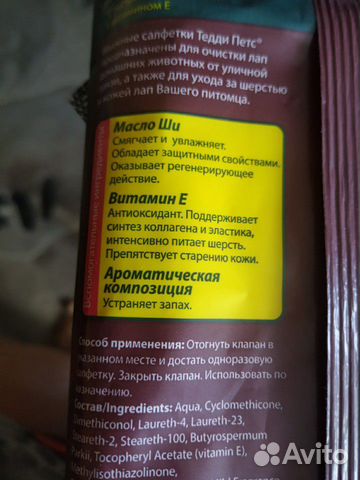 витамином Е
салфетки Тедди Петс®
для очистки лап
животных от уличной
а также для ухода за шерстью
кожей лап Вашего питомца.
Вспомогательные ингредиенты
Масло Ши
Смягчает и увлажняет.
Обладает защитными свойствами.
Оказывает регенерирующее
действие.
Витамин Е
Антиоксидант. Поддерживает
синтез коллагена и эластика,
интенсивно питает шерсть.
Препятствует старению кожи.
Ароматическая
композиция
Устраняет запах.
Способ применения: Отогнуть клапан в
указанном месте и достать одноразовую
салфетку. Закрыть клапан. Использовать по
назначению.
Состав/Ingredients: Aqua, Cyclomethicone,
Dimethiconol, Laureth-4, Laureth-23,
Steareth-2, Steareth-100, Butyrospermum
Parkii, Tocopheryl Acetate (vitamin E),
Methylisothiazolinone,
Avito